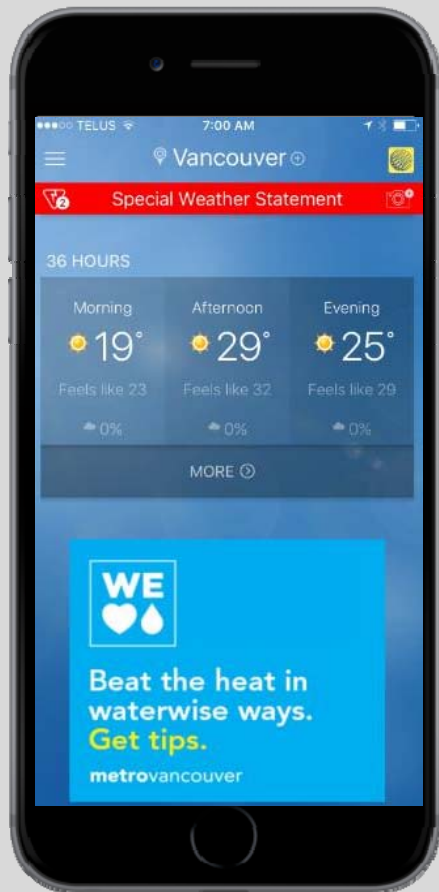 TELUS 7:00 AM
Vancouver
2 Special Weather Statement
36 HOURS
Morning Afternoon Evening
19° 29° 25°
Feels like 23 Feels like 32 Feels like 29
0% 0% 0%
MORE
WE
Beat the heat in
waterwise ways.
Get tips.
metrovancouver